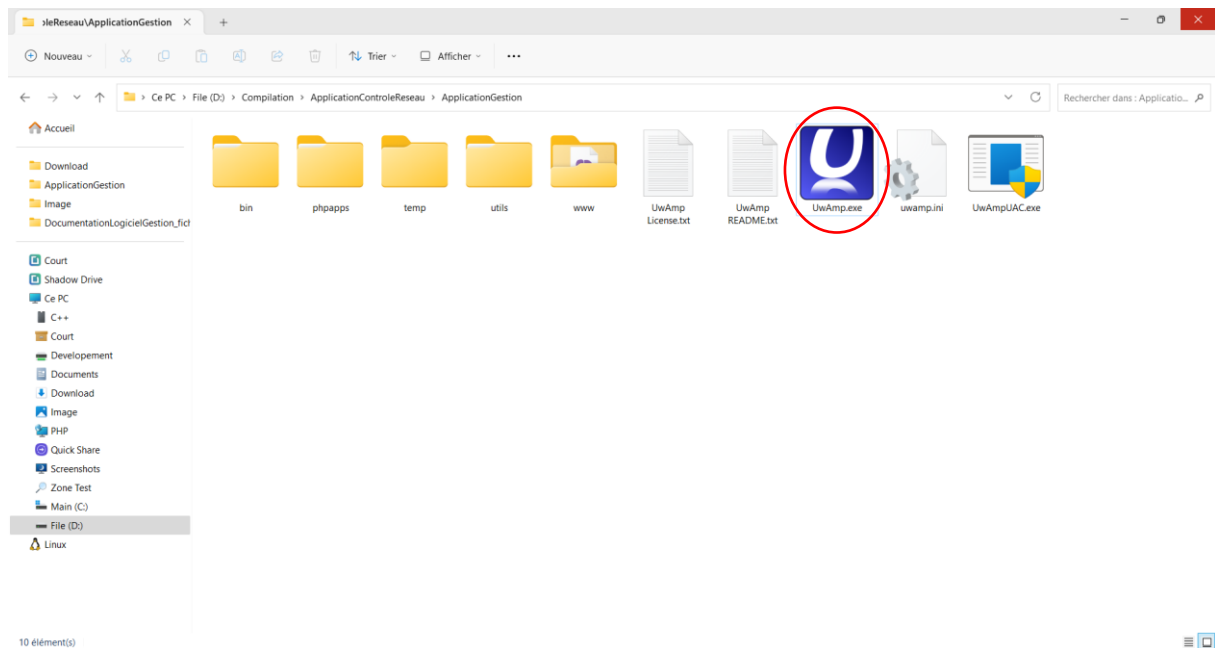 ɔleReseau\ApplicationGestion
Nouveau
Trier
Afficher
Ce PC > File (D:) > Compilation > ApplicationControleReseau > ApplicationGestion
Rechercher dans : Applicatio...
Accueil
Download
ApplicationGestion
Image
DocumentationLogicielGestion_fich
Court
Shadow Drive
Ce PC
C++
Court
Developement
Documents
Download
Image
PHP
Quick Share
Screenshots
Zone Test
Main (C:)
File (D:)
Linux
bin
phpapps
temp
utils
www
UwAmp
License.txt
UwAmp
README.txt
UwAmp.exe
uwamp.ini
UwAmpUAC.exe
10 élément(s)